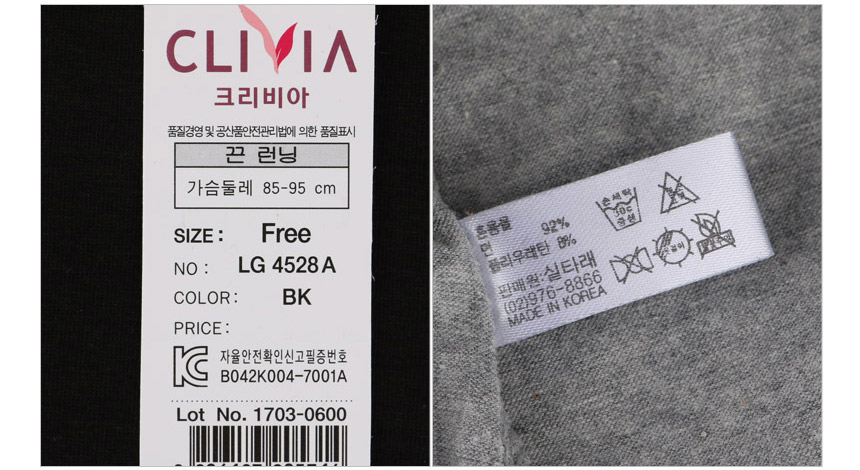 CLIVIA
크리비아
품질경영 및 공산품안전관리법에 의한 품질표시
끈 런닝
가슴둘레 85-95 cm
SIZE : Free
NO : LG 4528 A
COLOR: BK
PRICE:
자율안전확인신고필증번호
B042K004-7001A
Lot No. 1703-0600
혼용율
면 92%
폴리우레탄 8%
판매원:실타래
(02)976-8866
MADE IN KOREA
손세탁
30℃
중성